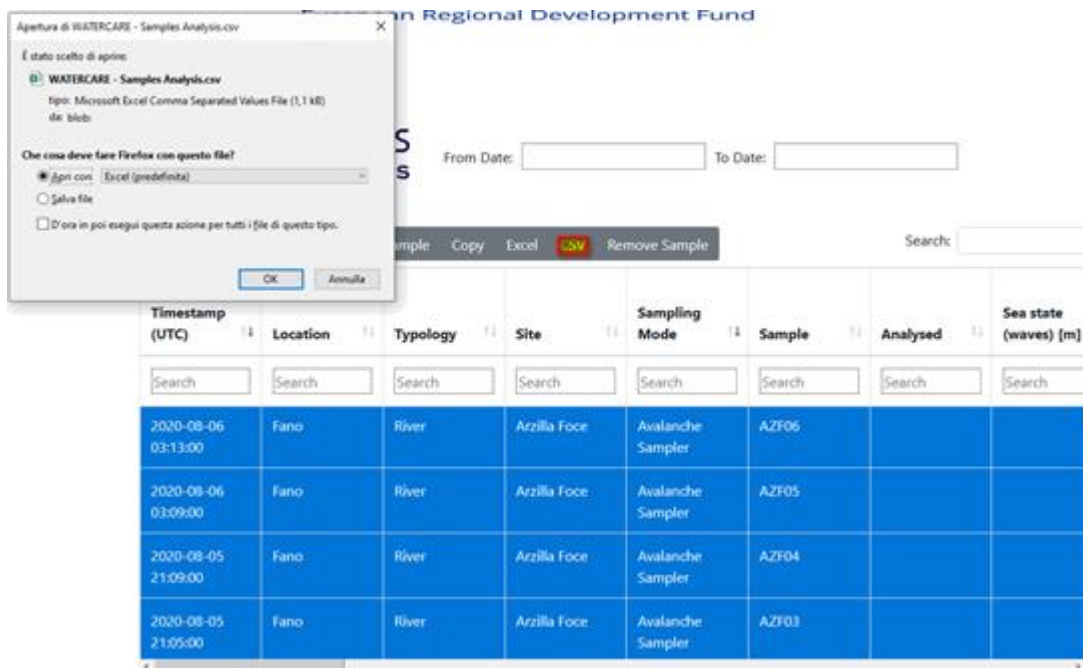 Regional Development Fund
Apertura di WATERCARE - Samples Analysis.csv
È stato scelto di aprire:
WATERCARE - Samples Analysis.csv
tipo: Microsoft Excel Comma Separated Values File (1,1 kB)
da: blob:
Che cosa deve fare Firefox con questo file?
Apri con Excel (predefinita)
Salva file
D'ora in poi esegui questa azione per tutti i file di questo tipo.
OK Annulla
From Date: To Date:
Copy Excel CSV Remove Sample Search:
Timestamp (UTC)
Location
Typology
Site
Sampling Mode
Sample
Analysed
Sea state (waves) [m]
Search Search Search Search Search Search Search Search
2020-08-06 Fano River Arzilla Foce Avalanche AZF06
03:13:00 Sampler
2020-08-06 Fano River Arzilla Foce Avalanche AZF05
03:09:00 Sampler
2020-08-05 Fano River Arzilla Foce Avalanche AZF04
21:09:00 Sampler
2020-08-05 Fano River Arzilla Foce Avalanche AZF03
21:05:00 Sampler